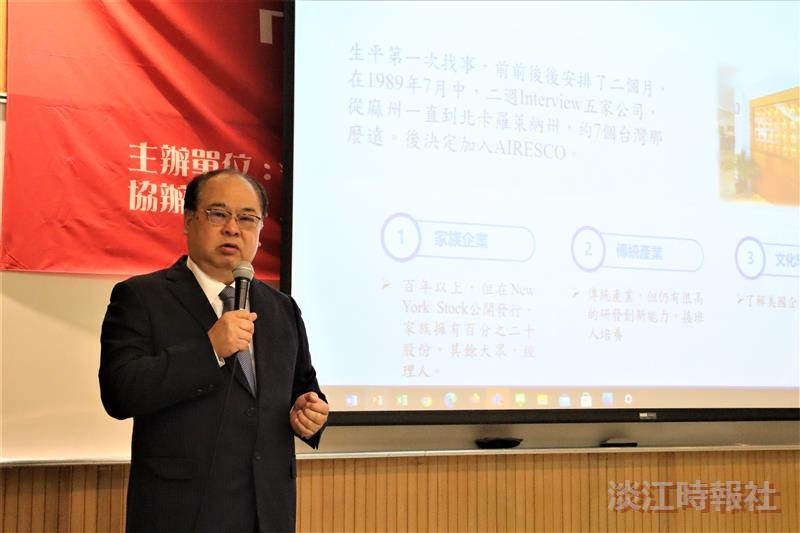 主辦單位：
協辦
生平第一次找事，前前後後安排了二個月，
在1989年7月中，二週Interview五家公司，
從麻州一直到北卡羅萊納州，約7個台灣那
麼遠。後決定加入AIRESCO。
1 家族企業
➢ 百年以上，但在New
York Stock公開發行，
家族擁有百分之二十
股份，其餘大眾，經
理人。
2 傳統產業
➢ 傳統產業，但仍有很高
的研發創新能力，接班
人培養
3 文化
➢了解美國企
淡江時報社